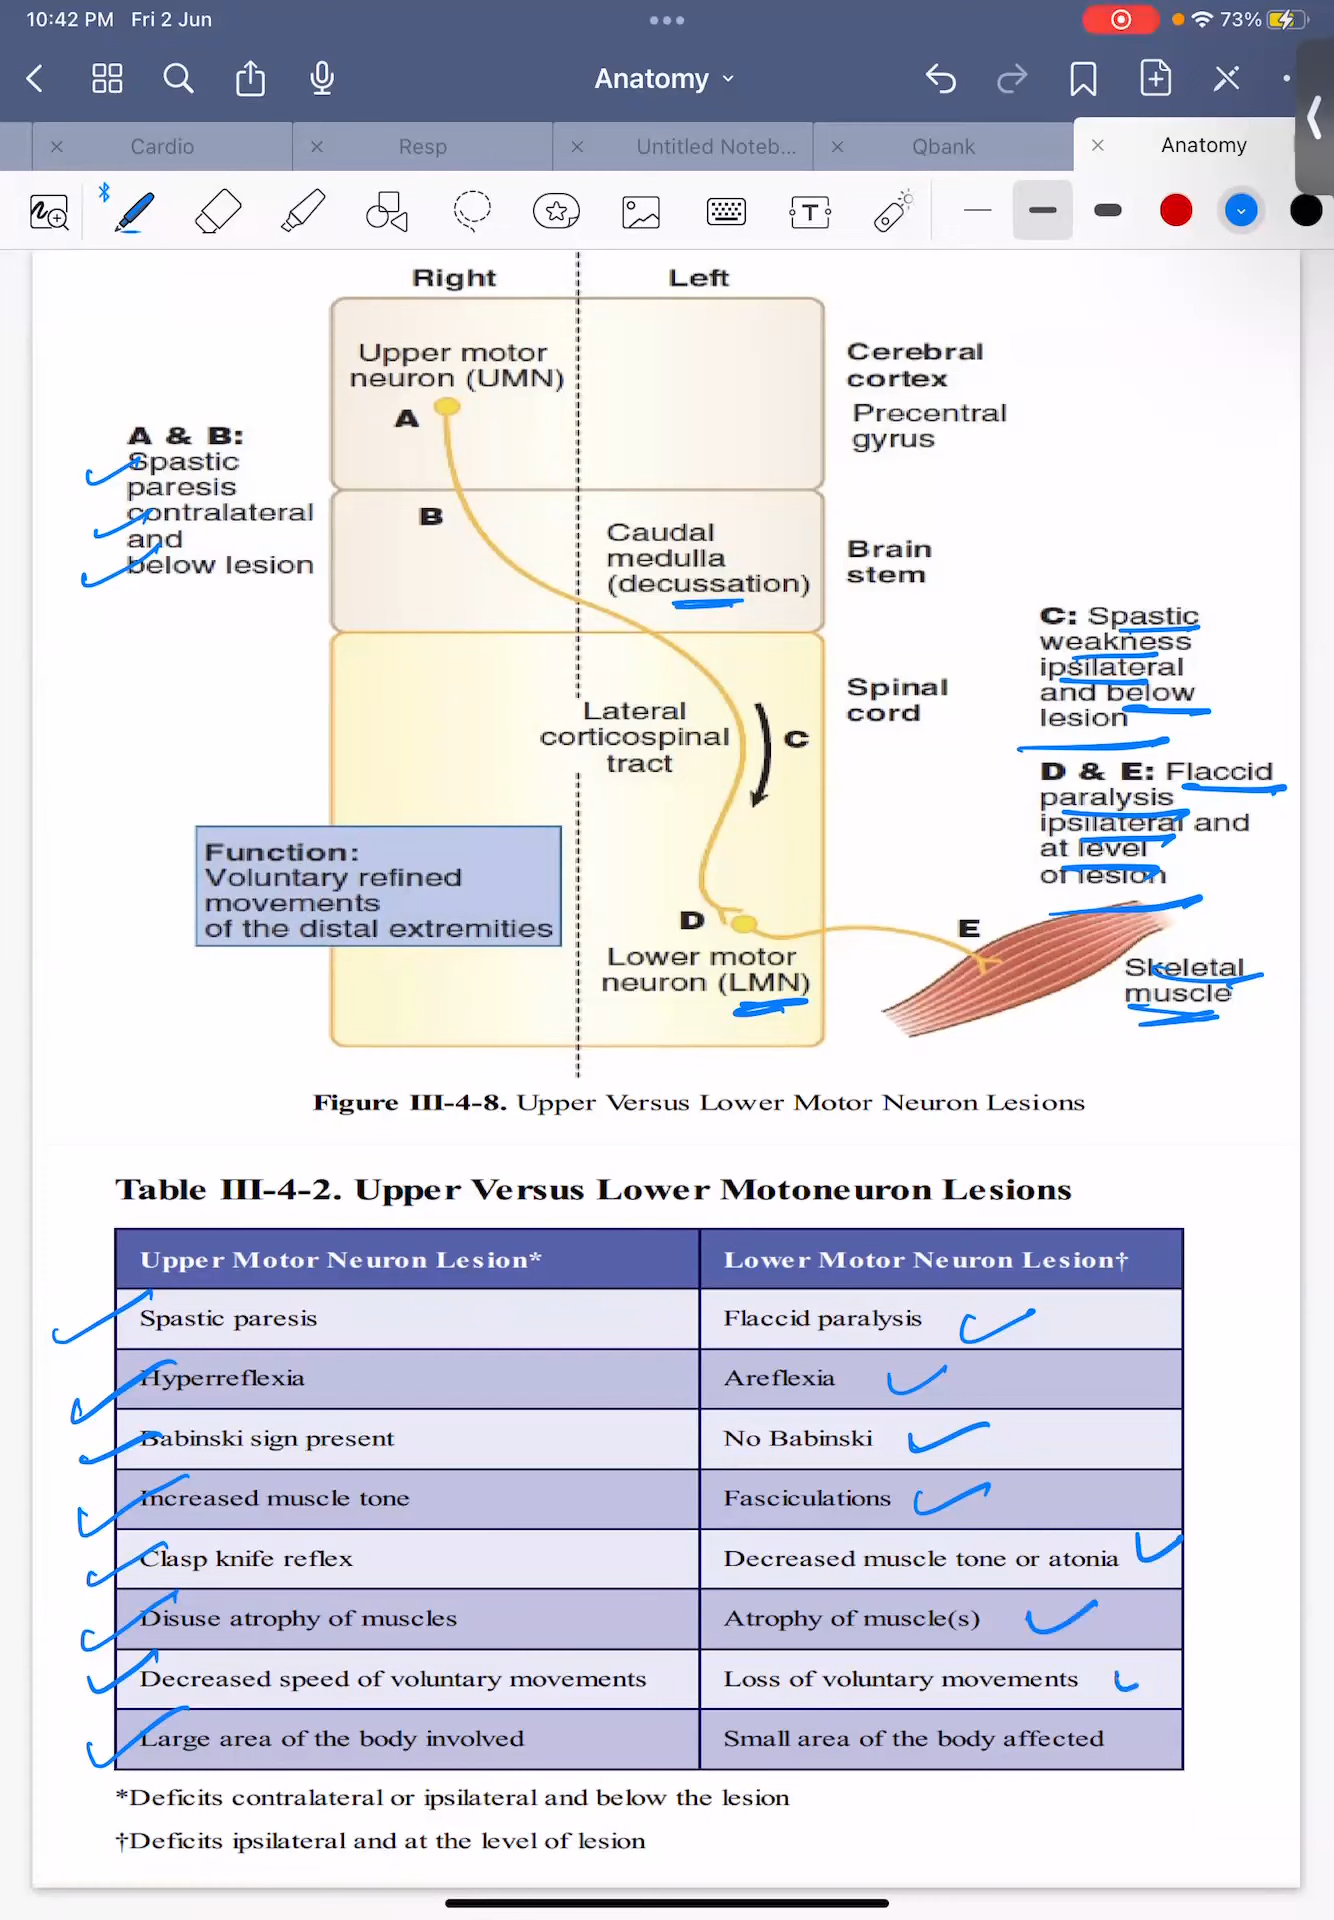 10:42 PM Fri 2 Jun
73%
Anatomy
Cardio
Resp
Untitled Noteb...
Qbank
Anatomy
Right
Left
Upper motor
neuron (UMN)
A
Cerebral
cortex
Precentral
gyrus
A & B:
Spastic
paresis
contralateral
and
below lesion
B
Caudal
medulla
(decussation)
Brain
stem
C: Spastic
weakness
ipsilateral
and below
lesion
Spinal
cord
Lateral
corticospinal
tract
C
D & E: Flaccid
paralysis
ipsilateral and
at level
of lesion
Function:
Voluntary refined
movements
of the distal extremities
D
E
Lower motor
neuron (LMN)
Skeletal
muscle
Figure III-4-8. Upper Versus Lower Motor Neuron Lesions
Table III-4-2. Upper Versus Lower Motoneuron Lesions
Upper Motor Neuron Lesion*
Lower Motor Neuron Lesion†
Spastic paresis
Flaccid paralysis
Hyperreflexia
Areflexia
Babinski sign present
No Babinski
Increased muscle tone
Fasciculations
Clasp knife reflex
Decreased muscle tone or atonia
Disuse atrophy of muscles
Atrophy of muscle(s)
Decreased speed of voluntary movements
Loss of voluntary movements
Large area of the body involved
Small area of the body affected
*Deficits contralateral or ipsilateral and below the lesion
†Deficits ipsilateral and at the level of lesion